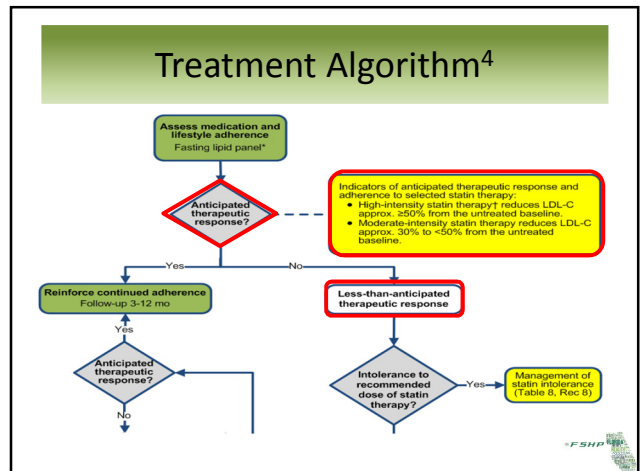 Treatment Algorithm4
Assess medication and
lifestyle adherence
Fasting lipid panel*
Anticipated
therapeutic
response?
Indicators of anticipated therapeutic response and
adherence to selected statin therapy:
• High-intensity statin therapy† reduces LDL-C
approx. ≥50% from the untreated baseline.
• Moderate-intensity statin therapy reduces LDL-C
approx. 30% to <50% from the untreated
baseline.
Yes
No
Reinforce continued adherence
Follow-up 3-12 mo
Less-than-anticipated
therapeutic response
Yes
Anticipated
therapeutic
response?
Intolerance to
recommended
dose of statin
therapy?
Yes
Management of
statin intolerance
(Table 8, Rec 8)
No
FSHP